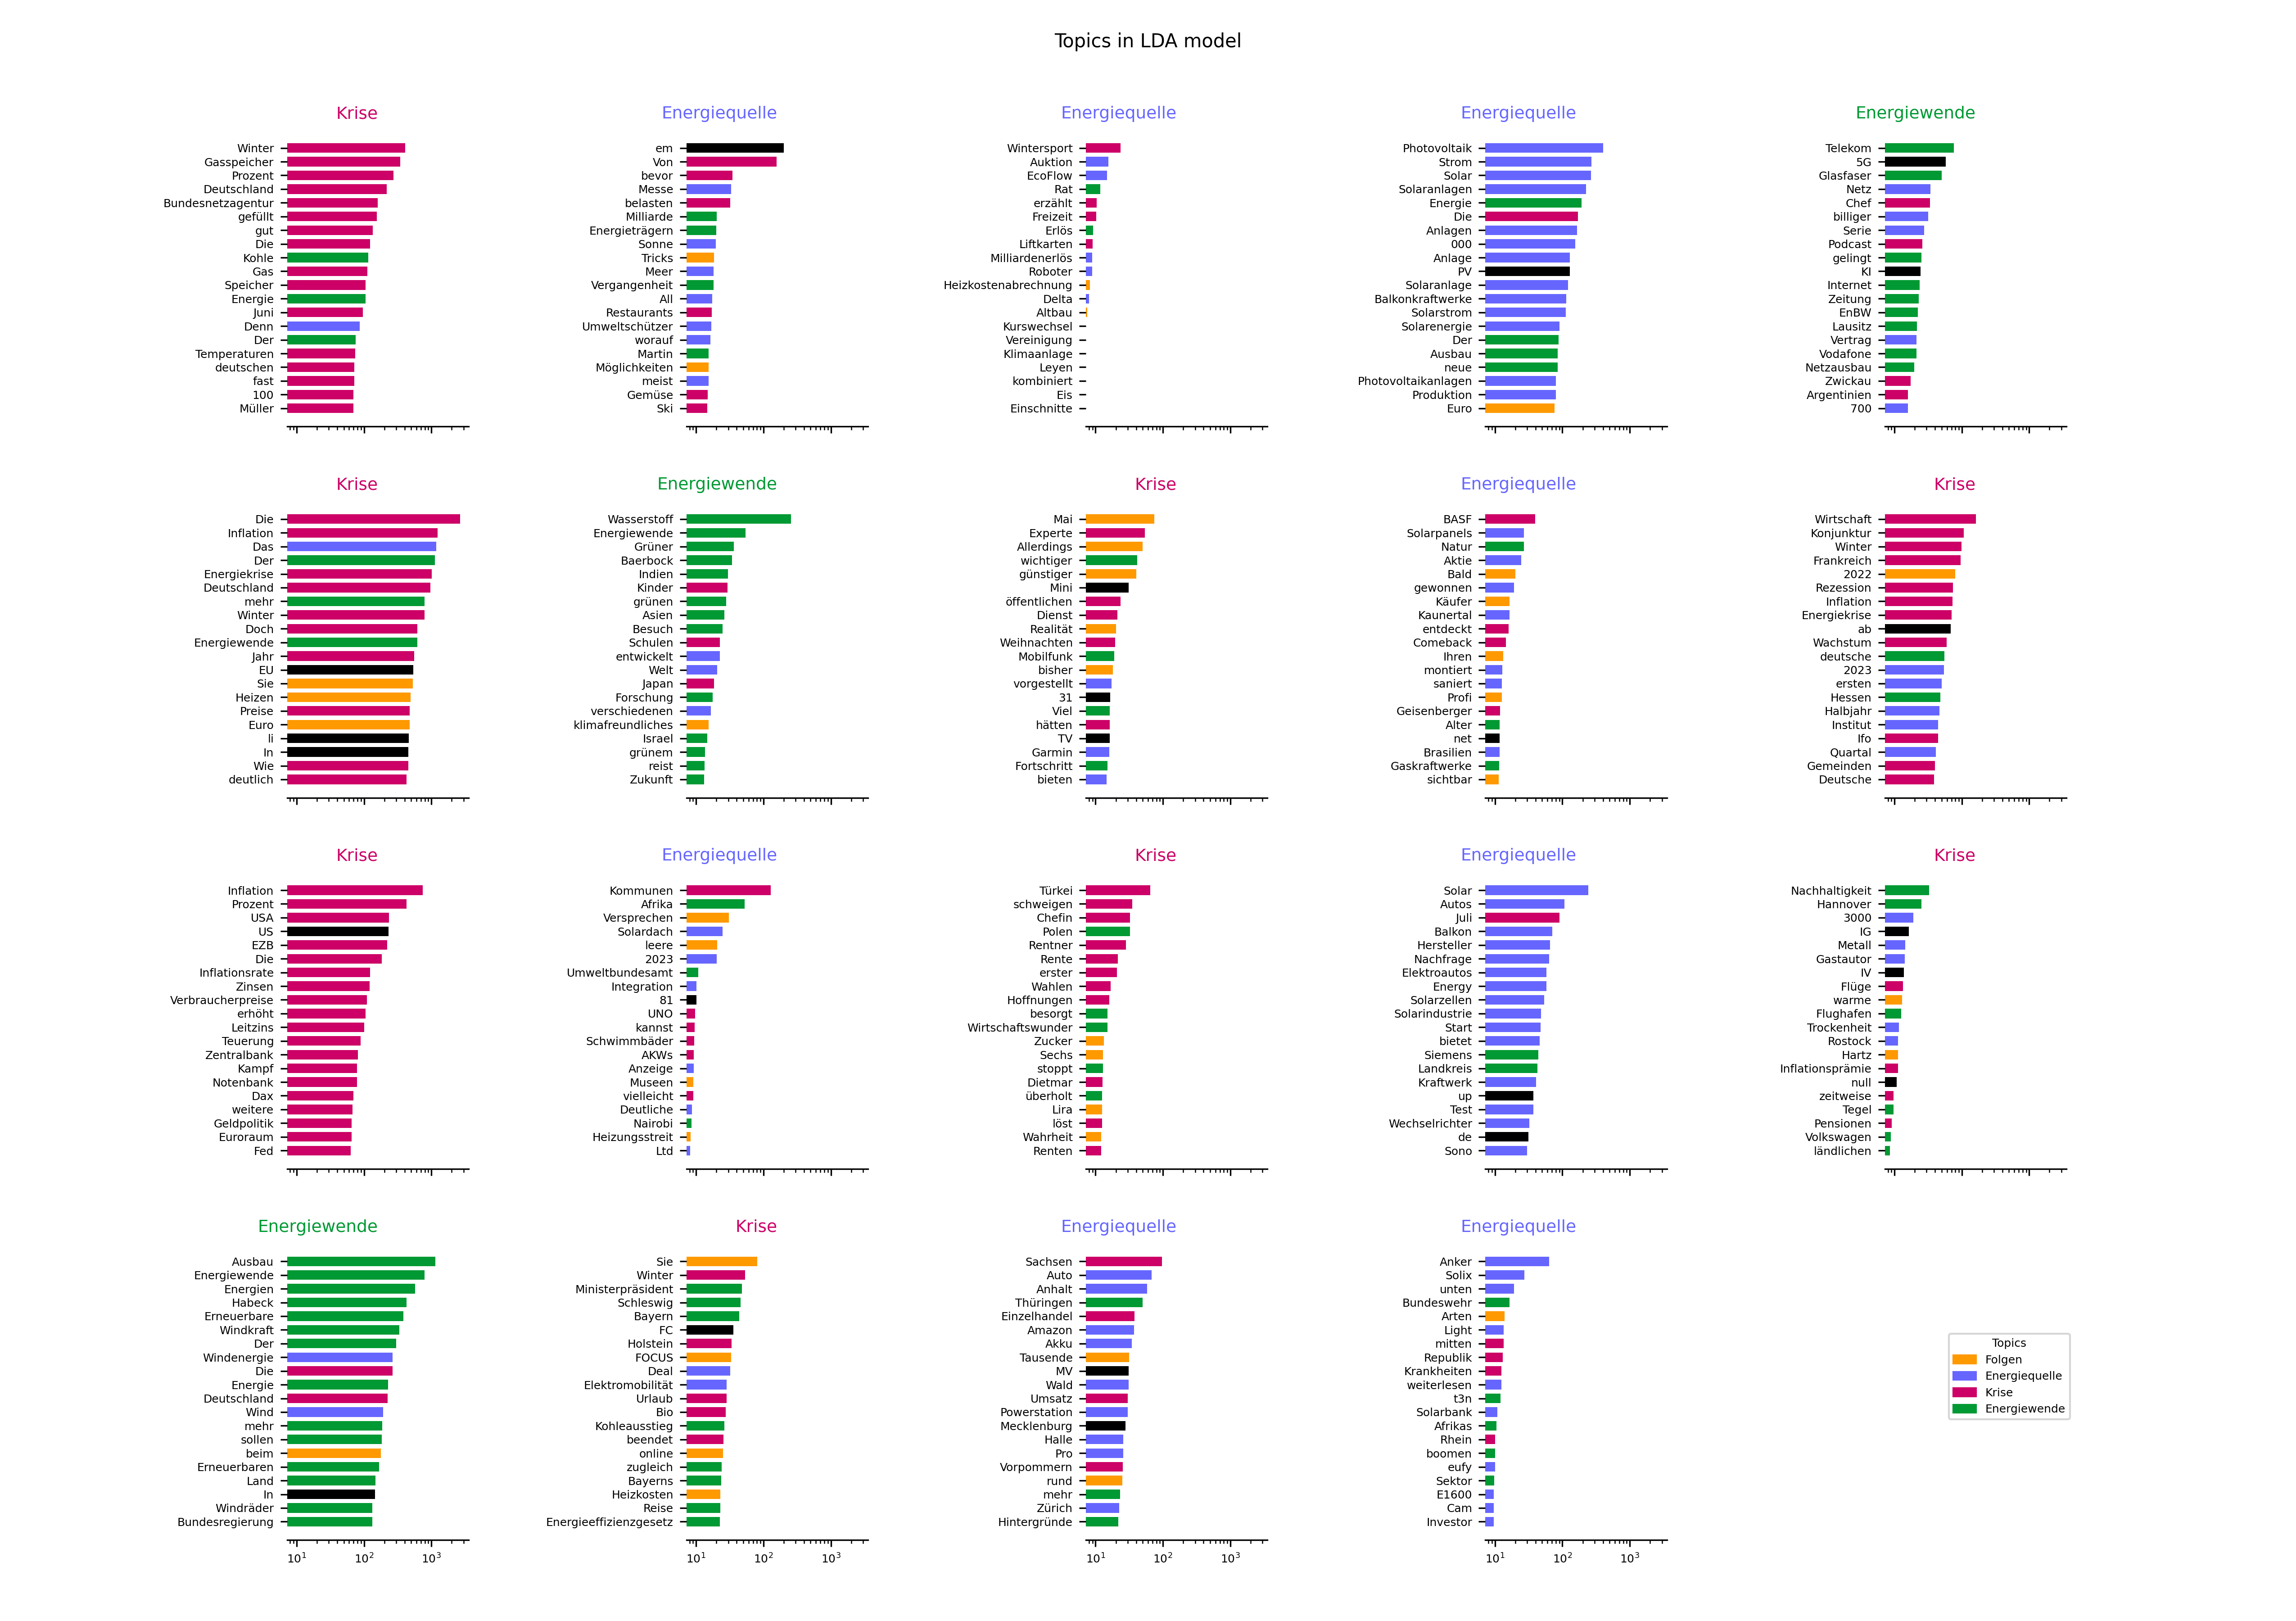 Topics in LDA model
Krise
Winter
Gasspeicher
Prozent
Deutschland
Bundesnetzagentur
gefüllt
gut
Die
Kohle
Gas
Speicher
Energie
Juni
Denn
Der
Temperaturen
deutschen
fast
100
Müller
Energiequelle
em
Von
bevor
Messe
belasten
Milliarde
Energieträgern
Sonne
Tricks
Meer
Vergangenheit
All
Restaurants
Umweltschützer
worauf
Martin
Möglichkeiten
meist
Gemüse
Ski
Energiequelle
Wintersport
Auktion
EcoFlow
Rat
erzählt
Freizeit
Erlös
Liftkarten
Milliardenerlös
Roboter
Heizkostenabrechnung
Delta
Altbau
Kurswechsel
Vereinigung
Klimaanlage
Leyen
kombiniert
Eis
Einschnitte
Energiequelle
Photovoltaik
Strom
Solar
Solaranlagen
Energie
Die
Anlagen
000
Anlage
PV
Solaranlage
Balkonkraftwerke
Solarstrom
Solarenergie
Der
Ausbau
neue
Photovoltaikanlagen
Produktion
Euro
Energiewende
Telekom
5G
Glasfaser
Netz
Chef
billiger
Serie
Podcast
gelingt
KI
Internet
Zeitung
EnBW
Lausitz
Vertrag
Vodafone
Netzausbau
Zwickau
Argentinien
700
Krise
Die
Inflation
Das
Der
Energiekrise
Deutschland
mehr
Winter
Doch
Energiewende
Jahr
EU
Sie
Heizen
Preise
Euro
li
In
Wie
deutlich
Energiewende
Wasserstoff
Energiewende
Grüner
Baerbock
Indien
Kinder
grünen
Asien
Besuch
Schulen
entwickelt
Welt
Japan
Forschung
verschiedenen
klimafreundliches
Israel
grünem
reist
Zukunft
Krise
Mai
Experte
Allerdings
wichtiger
günstiger
Mini
öffentlichen
Dienst
Realität
Weihnachten
Mobilfunk
bisher
vorgestellt
31
Viel
hätten
TV
Garmin
Fortschritt
bieten
Energiequelle
BASF
Solarpanels
Natur
Aktie
Bald
gewonnen
Käufer
Kaunertal
entdeckt
Comeback
Ihren
montiert
saniert
Profi
Geisenberger
Alter
net
Brasilien
Gaskraftwerke
sichtbar
Krise
Wirtschaft
Konjunktur
Winter
Frankreich
2022
Rezession
Inflation
Energiekrise
ab
Wachstum
deutsche
2023
ersten
Hessen
Halbjahr
Institut
Ifo
Quartal
Gemeinden
Deutsche
Krise
Inflation
Prozent
USA
US
EZB
Die
Inflationsrate
Zinsen
Verbraucherpreise
erhöht
Leitzins
Teuerung
Zentralbank
Kampf
Notenbank
Dax
weitere
Geldpolitik
Euroraum
Fed
Energiequelle
Kommunen
Afrika
Versprechen
Solardach
leere
2023
Umweltbundesamt
Integration
81
UNO
kannst
Schwimmbäder
AKWs
Anzeige
Museen
vielleicht
Deutliche
Nairobi
Heizungsstreit
Ltd
Krise
Türkei
schweigen
Chefin
Polen
Rentner
Rente
erster
Wahlen
Hoffnungen
besorgt
Wirtschaftswunder
Zucker
Sechs
stoppt
Dietmar
überholt
Lira
löst
Wahrheit
Renten
Energiequelle
Solar
Autos
Juli
Balkon
Hersteller
Nachfrage
Elektroautos
Energy
Solarzellen
Solarindustrie
Start
bietet
Siemens
Landkreis
Kraftwerk
up
Test
Wechselrichter
de
Sono
Krise
Nachhaltigkeit
Hannover
3000
IG
Metall
Gastautor
IV
Flüge
warme
Flughafen
Trockenheit
Rostock
Hartz
Inflationsprämie
null
zeitweise
Tegel
Pensionen
Volkswagen
ländlichen
Energiewende
Ausbau
Energiewende
Energien
Habeck
Erneuerbare
Windkraft
Der
Windenergie
Die
Energie
Deutschland
Wind
mehr
sollen
beim
Erneuerbaren
Land
In
Windräder
Bundesregierung
10¹ 10² 10³
Krise
Sie
Winter
Ministerpräsident
Schleswig
Bayern
FC
Holstein
FOCUS
Deal
Elektromobilität
Urlaub
Bio
Kohleausstieg
beendet
online
zugleich
Bayerns
Heizkosten
Reise
Energieeffizienzgesetz
10¹ 10² 10³
Energiequelle
Sachsen
Auto
Anhalt
Thüringen
Einzelhandel
Amazon
Akku
Tausende
MV
Wald
Umsatz
Powerstation
Mecklenburg
Halle
Pro
Vorpommern
rund
mehr
Zürich
Hintergründe
10¹ 10² 10³
Energiequelle
Anker
Solix
unten
Bundeswehr
Arten
Light
mitten
Republik
Krankheiten
weiterlesen
t3n
Solarbank
Afrikas
Rhein
boomen
eufy
Sektor
E1600
Cam
Investor
10¹ 10² 10³
Topics
Folgen
Energiequelle
Krise
Energiewende